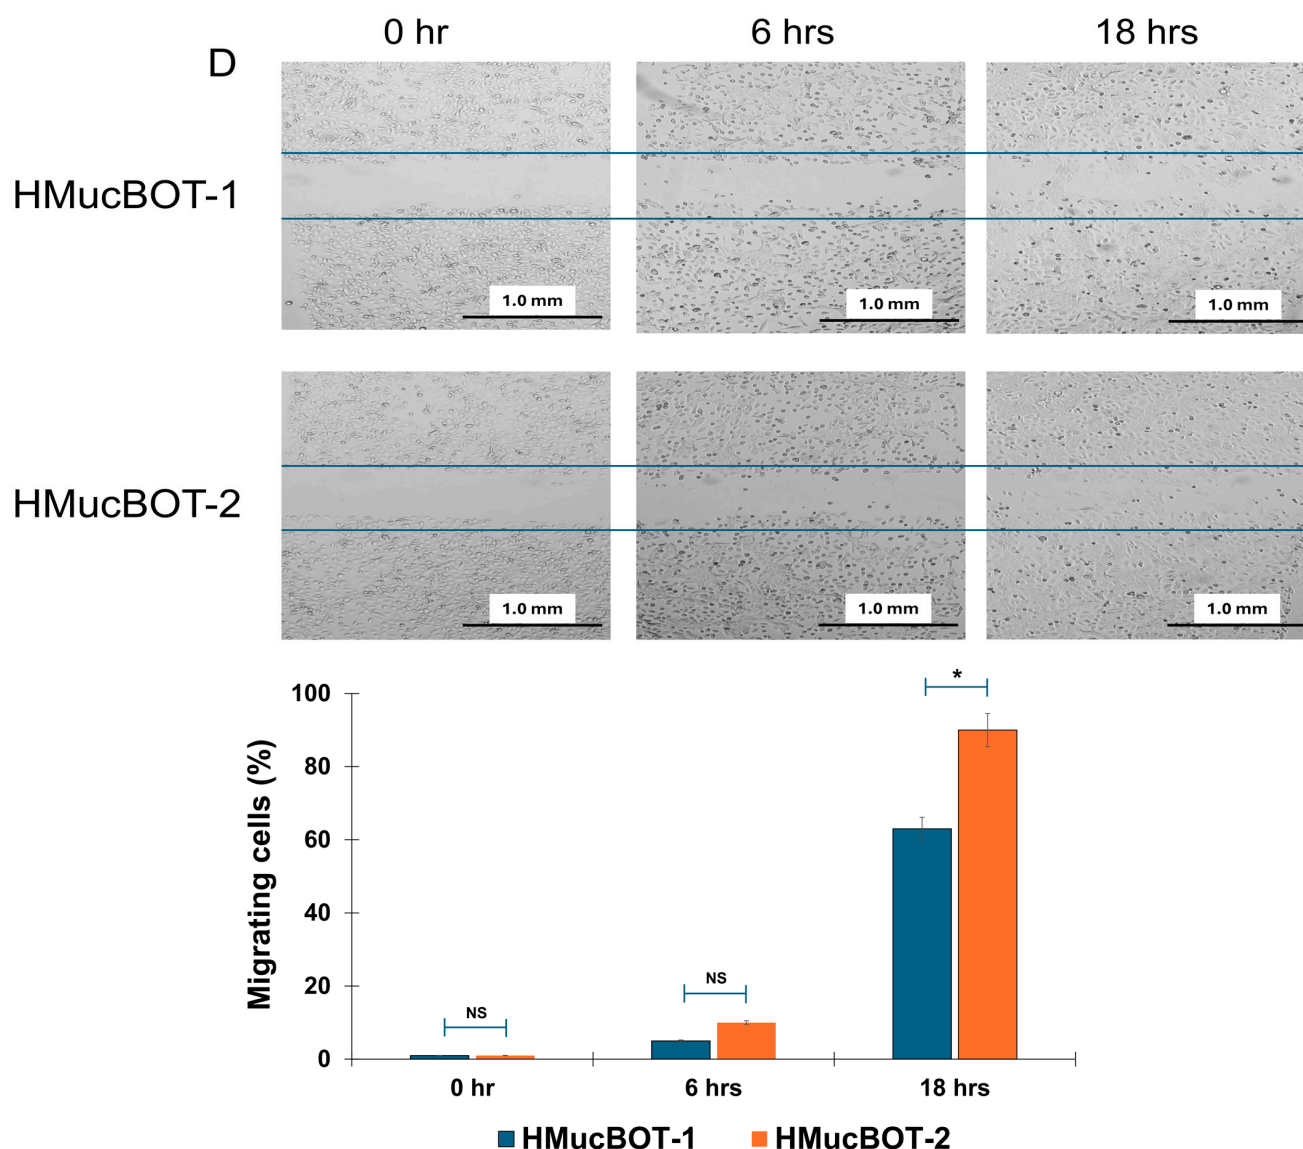 0 hr 6 hrs 18 hrs
D
HMucBOT-1
1.0 mm 1.0 mm 1.0 mm
HMucBOT-2
1.0 mm 1.0 mm 1.0 mm
Migrating cells (%)
100
80
60
40
20
0
NS
NS
*
0 hr 6 hrs 18 hrs
HMucBOT-1 HMucBOT-2